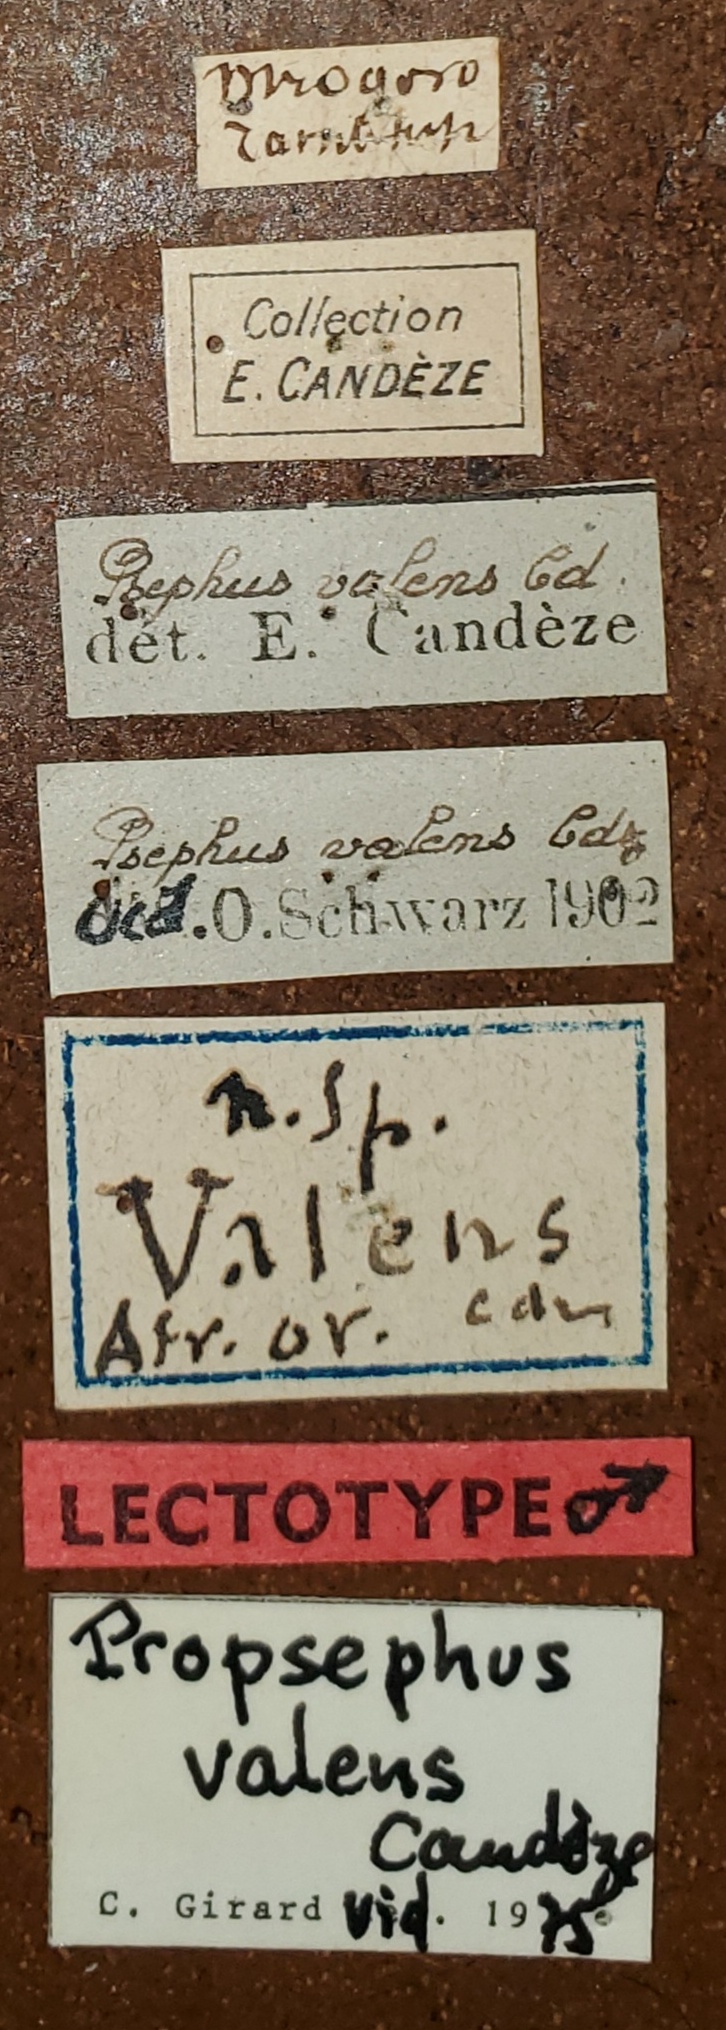 Collection
E. CANDÈZE
Psephus valens Cd.
dét. E. Candèze
Psephus valens Cdz
vid.O.Schwarz 1902
n.sp.
Valens
Afr. or. cdz
LECTOTYPE♂
Propsephus
valens
Candèze
C. Girard vid. 1975